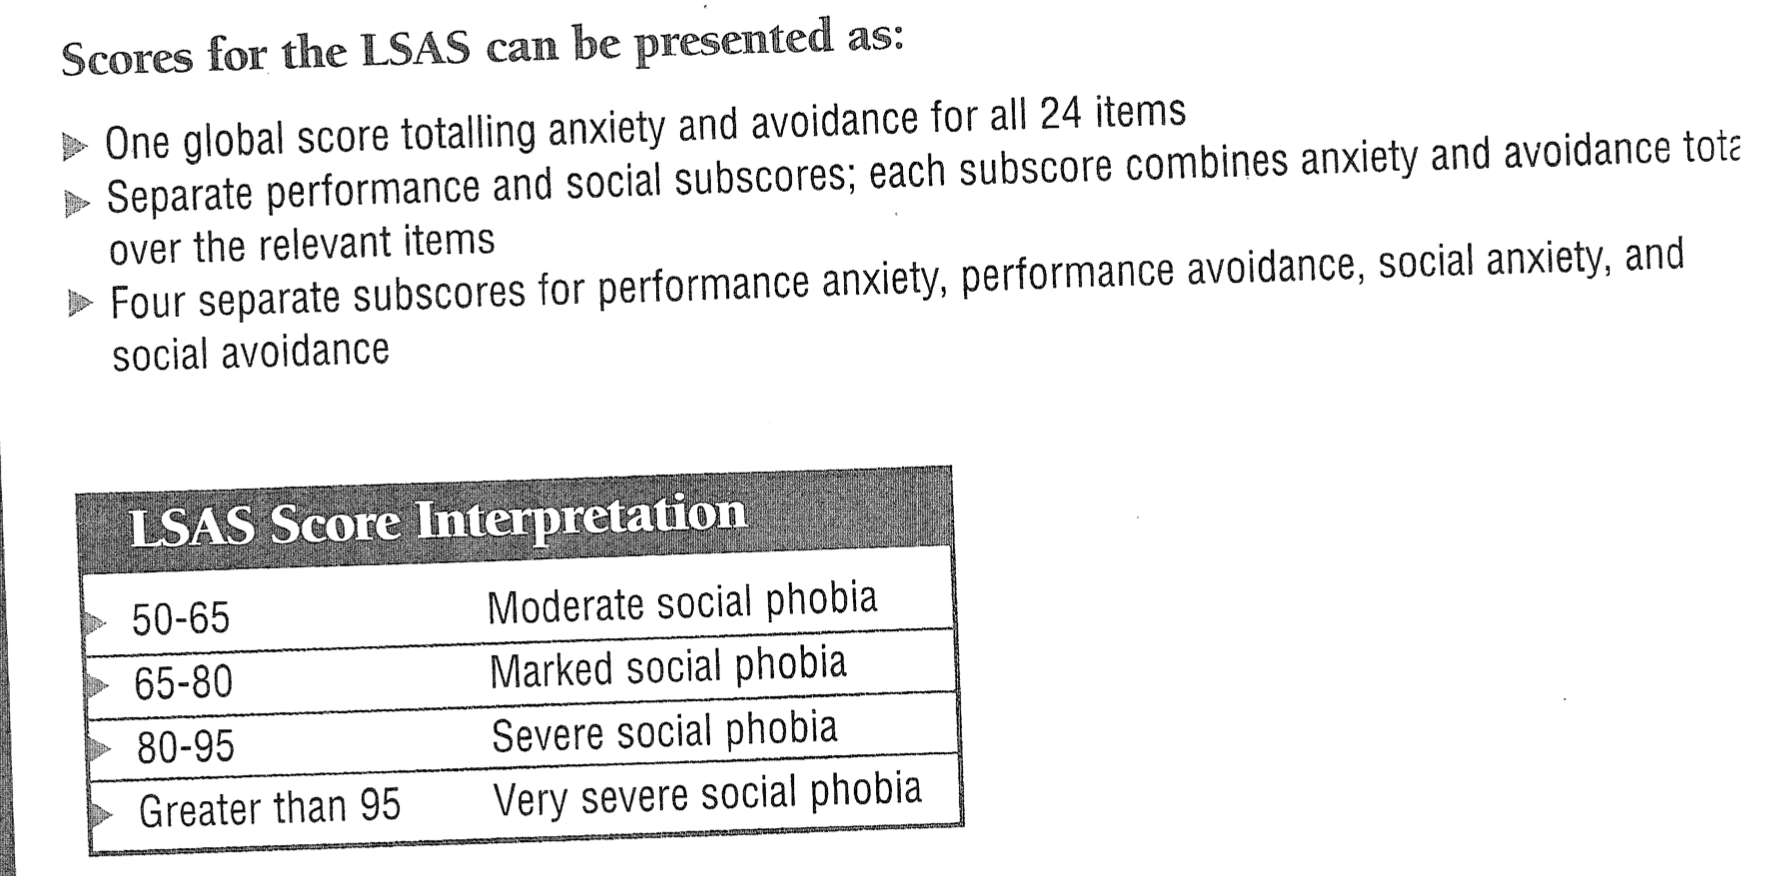 Scores for the LSAS can be presented as:
One global score totalling anxiety and avoidance for all 24 items
Separate performance and social subscores; each subscore combines anxiety and avoidance
over the relevant items
Four separate subscores for performance anxiety, performance avoidance, social anxiety, and
social avoidance
LSAS Score Interpretation
50-65 Moderate social phobia
65-80 Marked social phobia
80-95 Severe social phobia
Greater than 95 Very severe social phobia